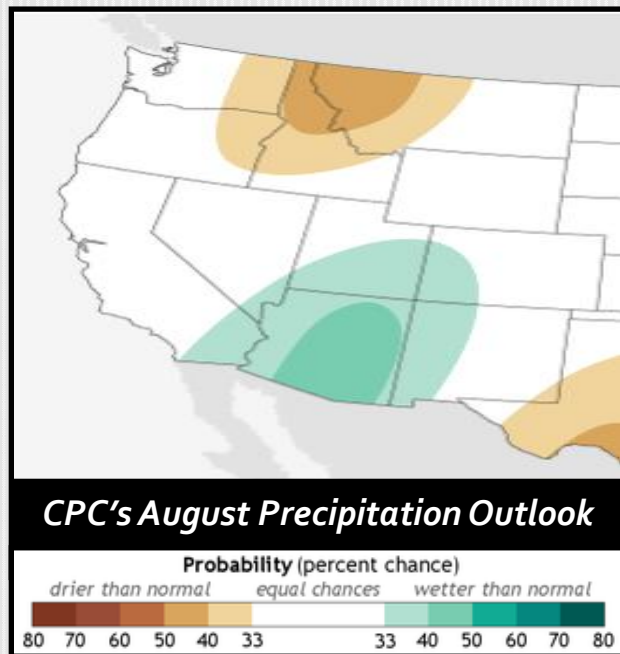 CPC's August Precipitation Outlook
Probability (percent chance)
drier than normal equal chances wetter than normal
80 70 60 50 40 33 33 40 50 60 70 80